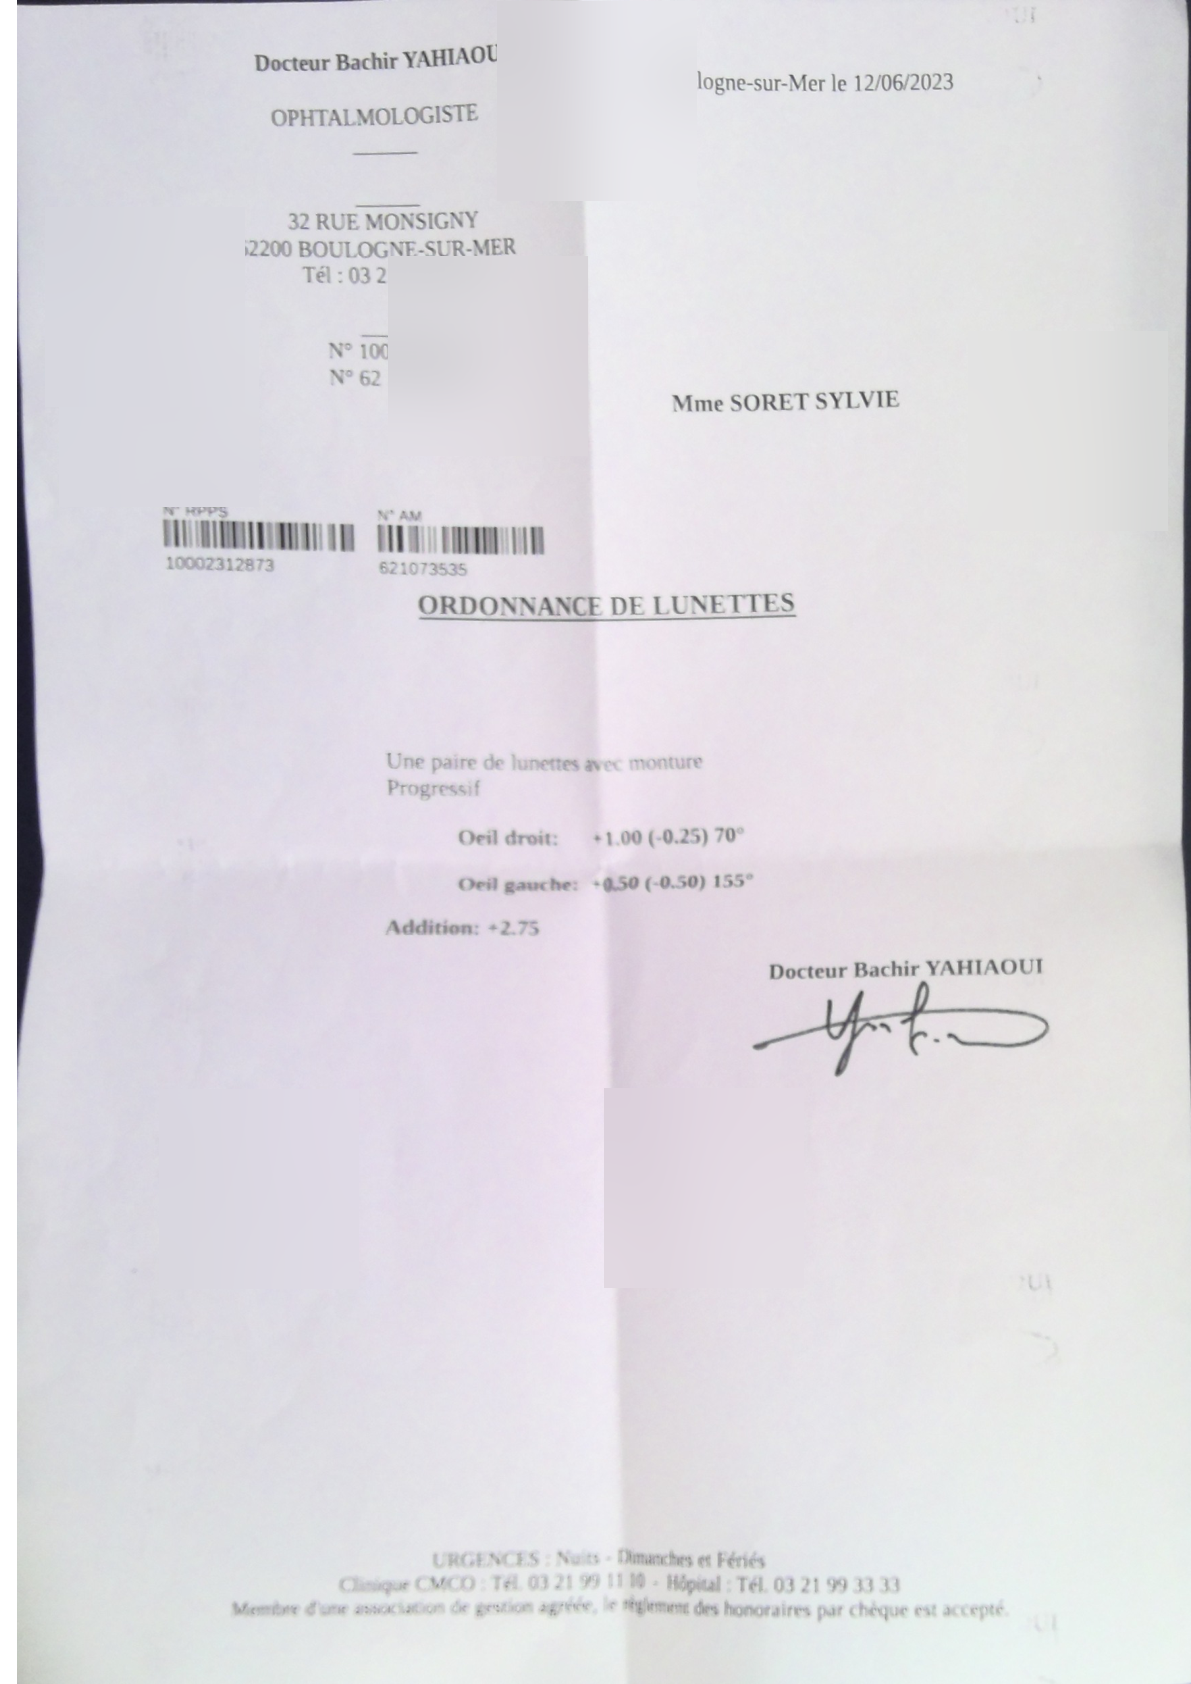 Docteur Bachir YAHIAOU
logne-sur-Mer le 12/06/2023
OPHTALMOLOGISTE
32 RUE MONSIGNY
2200 BOULOGNE-SUR-MER
Tél : 03 2
N° 100
N° 62
Mme SORET SYLVIE
N° RPPS
N° AM
10002312873
621073535
ORDONNANCE DE LUNETTES
Une paire de lunettes avec monture
Progressif
Oeil droit: +1.00 (-0.25) 70°
Oeil gauche: +0.50 (-0.50) 155°
Addition: +2.75
Docteur Bachir YAHIAOUI
URGENCES : Nuits - Dimanches et Fériés
Clinique CMCO : Tél. 03 21 99 11 10 - Hôpital : Tél. 03 21 99 33 33
Membre d'une association de gestion agréée, le règlement des honoraires par chèque est accepté.